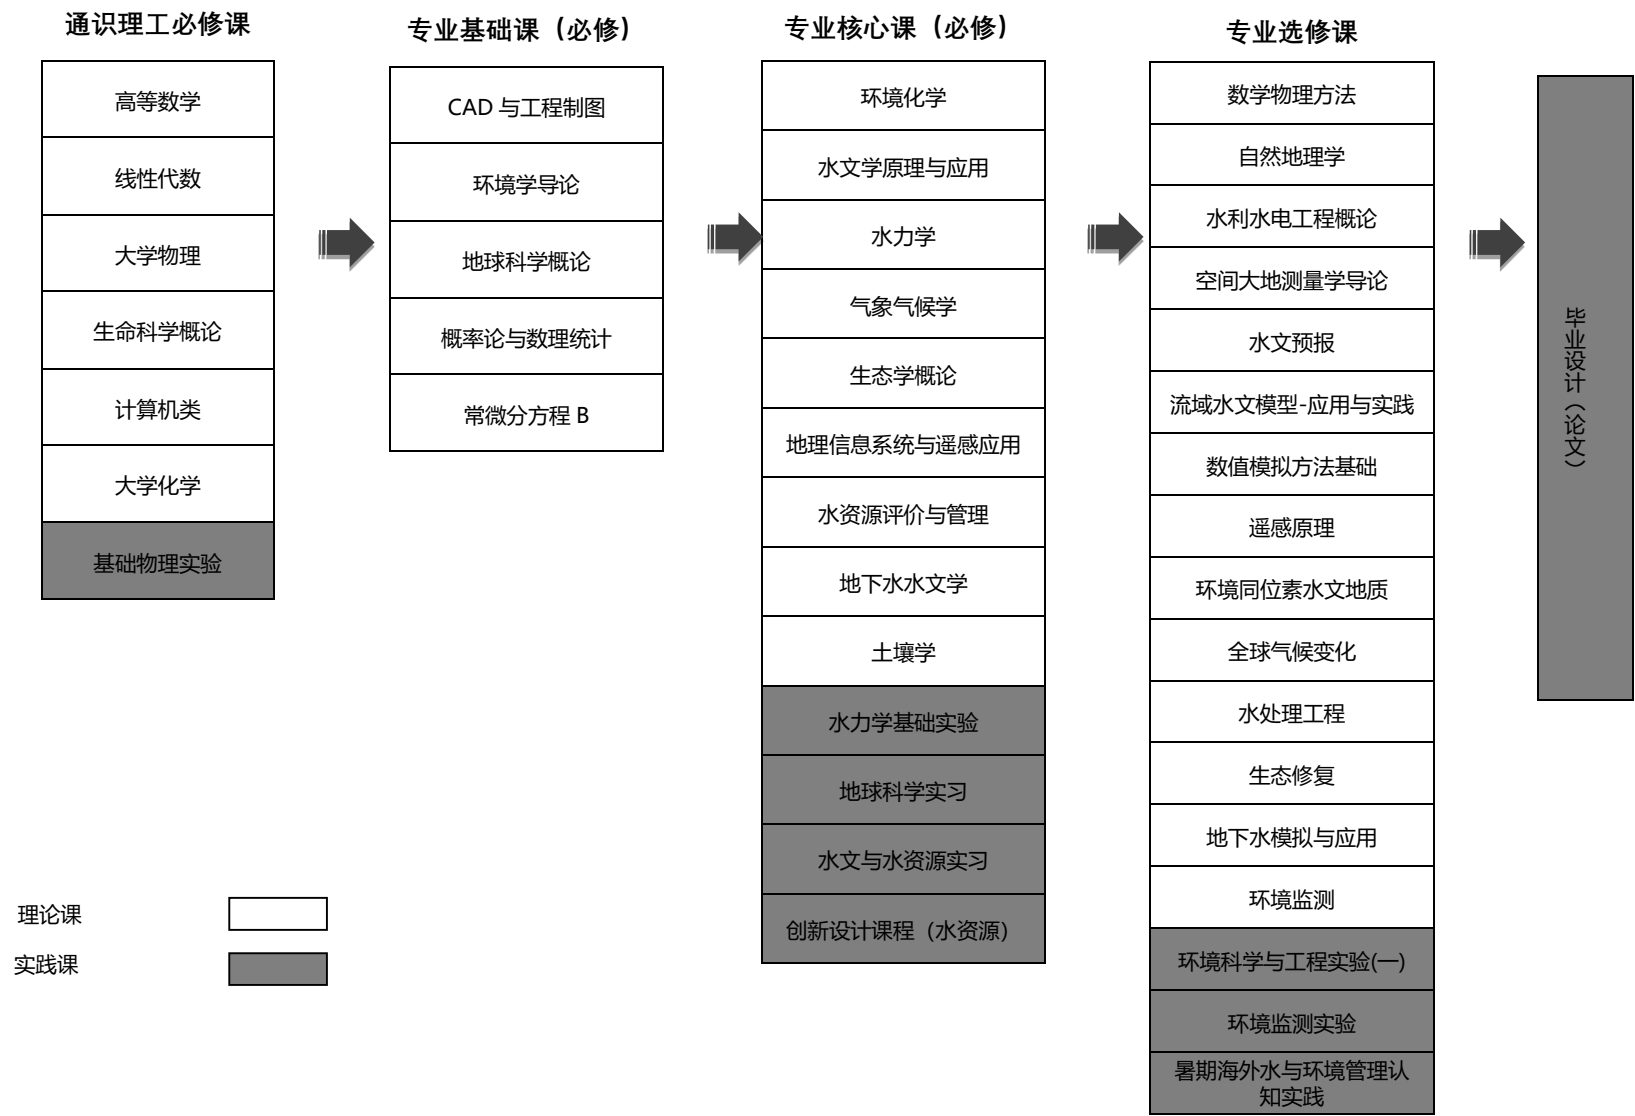 通识理工必修课
高等数学
线性代数
大学物理
生命科学概论
计算机类
大学化学
基础物理实验
专业基础课（必修）
CAD 与工程制图
环境学导论
地球科学概论
概率论与数理统计
常微分方程 B
专业核心课（必修）
环境化学
水文学原理与应用
水力学
气象气候学
生态学概论
地理信息系统与遥感应用
水资源评价与管理
地下水水文学
土壤学
水力学基础实验
地球科学实习
水文与水资源实习
创新设计课程（水资源）
专业选修课
数学物理方法
自然地理学
水利水电工程概论
空间大地测量学导论
水文预报
流域水文模型-应用与实践
数值模拟方法基础
遥感原理
环境同位素水文地质
全球气候变化
水处理工程
生态修复
地下水模拟与应用
环境监测
环境科学与工程实验(一)
环境监测实验
暑期海外水与环境管理认
知实践
毕业设计（论文）
理论课
实践课